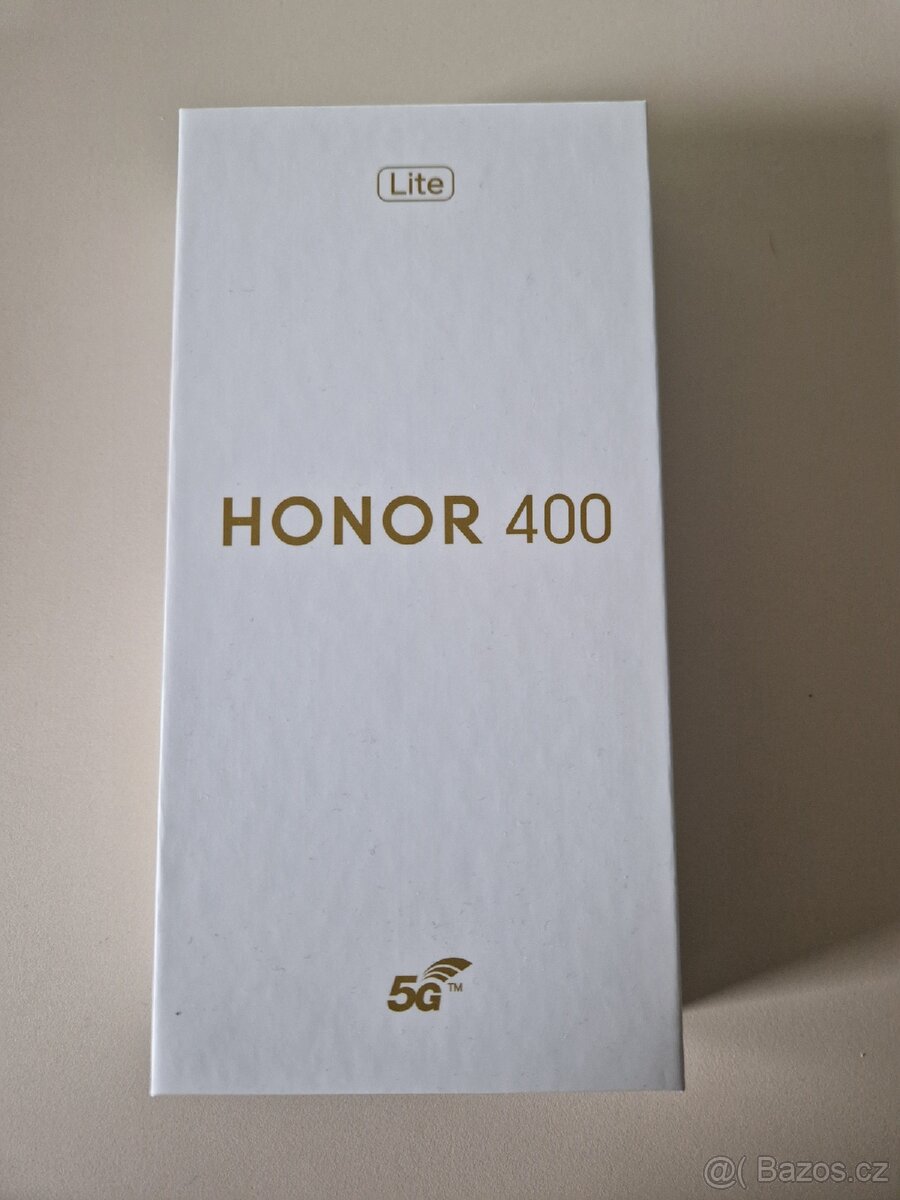 Lite
HONOR 400
5G™
@( Bazos.cz